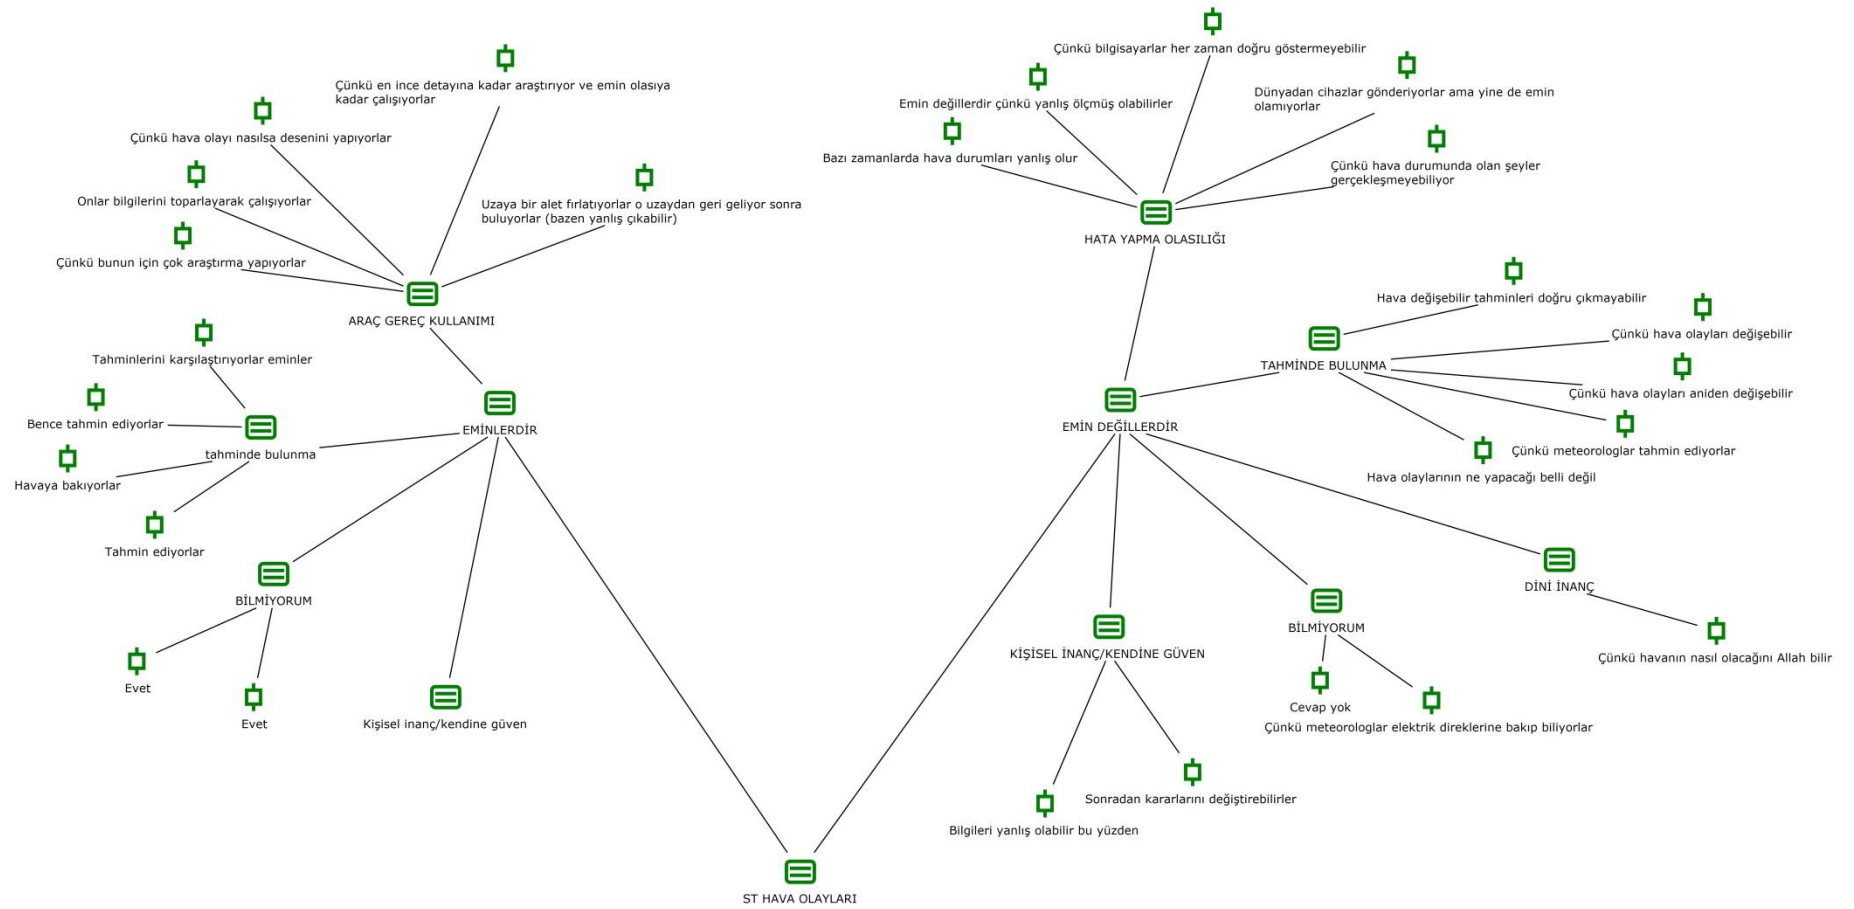 Çünkü en ince detayına kadar araştırıyor ve emin olasıya
kadar çalışıyorlar
Çünkü hava olayı nasılsa desenini yapıyorlar
Onlar bilgilerini toparlayarak çalışıyorlar
Uzaya bir alet fırlatıyorlar o uzaydan geri geliyor sonra
buluyorlar (bazen yanlış çıkabilir)
Çünkü bunun için çok araştırma yapıyorlar
ARAÇ GEREÇ KULLANIMI
Tahminlerini karşılaştırıyorlar eminler
Bence tahmin ediyorlar
EMİNLERDİR
tahminde bulunma
Havaya bakıyorlar
Tahmin ediyorlar
BİLMİYORUM
Evet
Evet
Kişisel inanç/kendine güven
Çünkü bilgisayarlar her zaman doğru göstermeyebilir
Emin değillerdir çünkü yanlış ölçmüş olabilirler
Dünyadan cihazlar gönderiyorlar ama yine de emin
olamıyorlar
Bazı zamanlarda hava durumları yanlış olur
Çünkü hava durumunda olan şeyler
gerçekleşmeyebiliyor
HATA YAPMA OLASILIĞI
Hava değişebilir tahminleri doğru çıkmayabilir
Çünkü hava olayları değişebilir
TAHMİNDE BULUNMA
Çünkü hava olayları aniden değişebilir
EMİN DEĞİLLERDİR
Çünkü meteorologlar tahmin ediyorlar
Hava olaylarının ne yapacağı belli değil
DİNİ İNANÇ
BİLMİYORUM
KİŞİSEL İNANÇ/KENDİNE GÜVEN
Çünkü havanın nasıl olacağını Allah bilir
Cevap yok
Çünkü meteorologlar elektrik direklerine bakıp biliyorlar
Sonradan kararlarını değiştirebilirler
Bilgileri yanlış olabilir bu yüzden
ST HAVA OLAYLARI